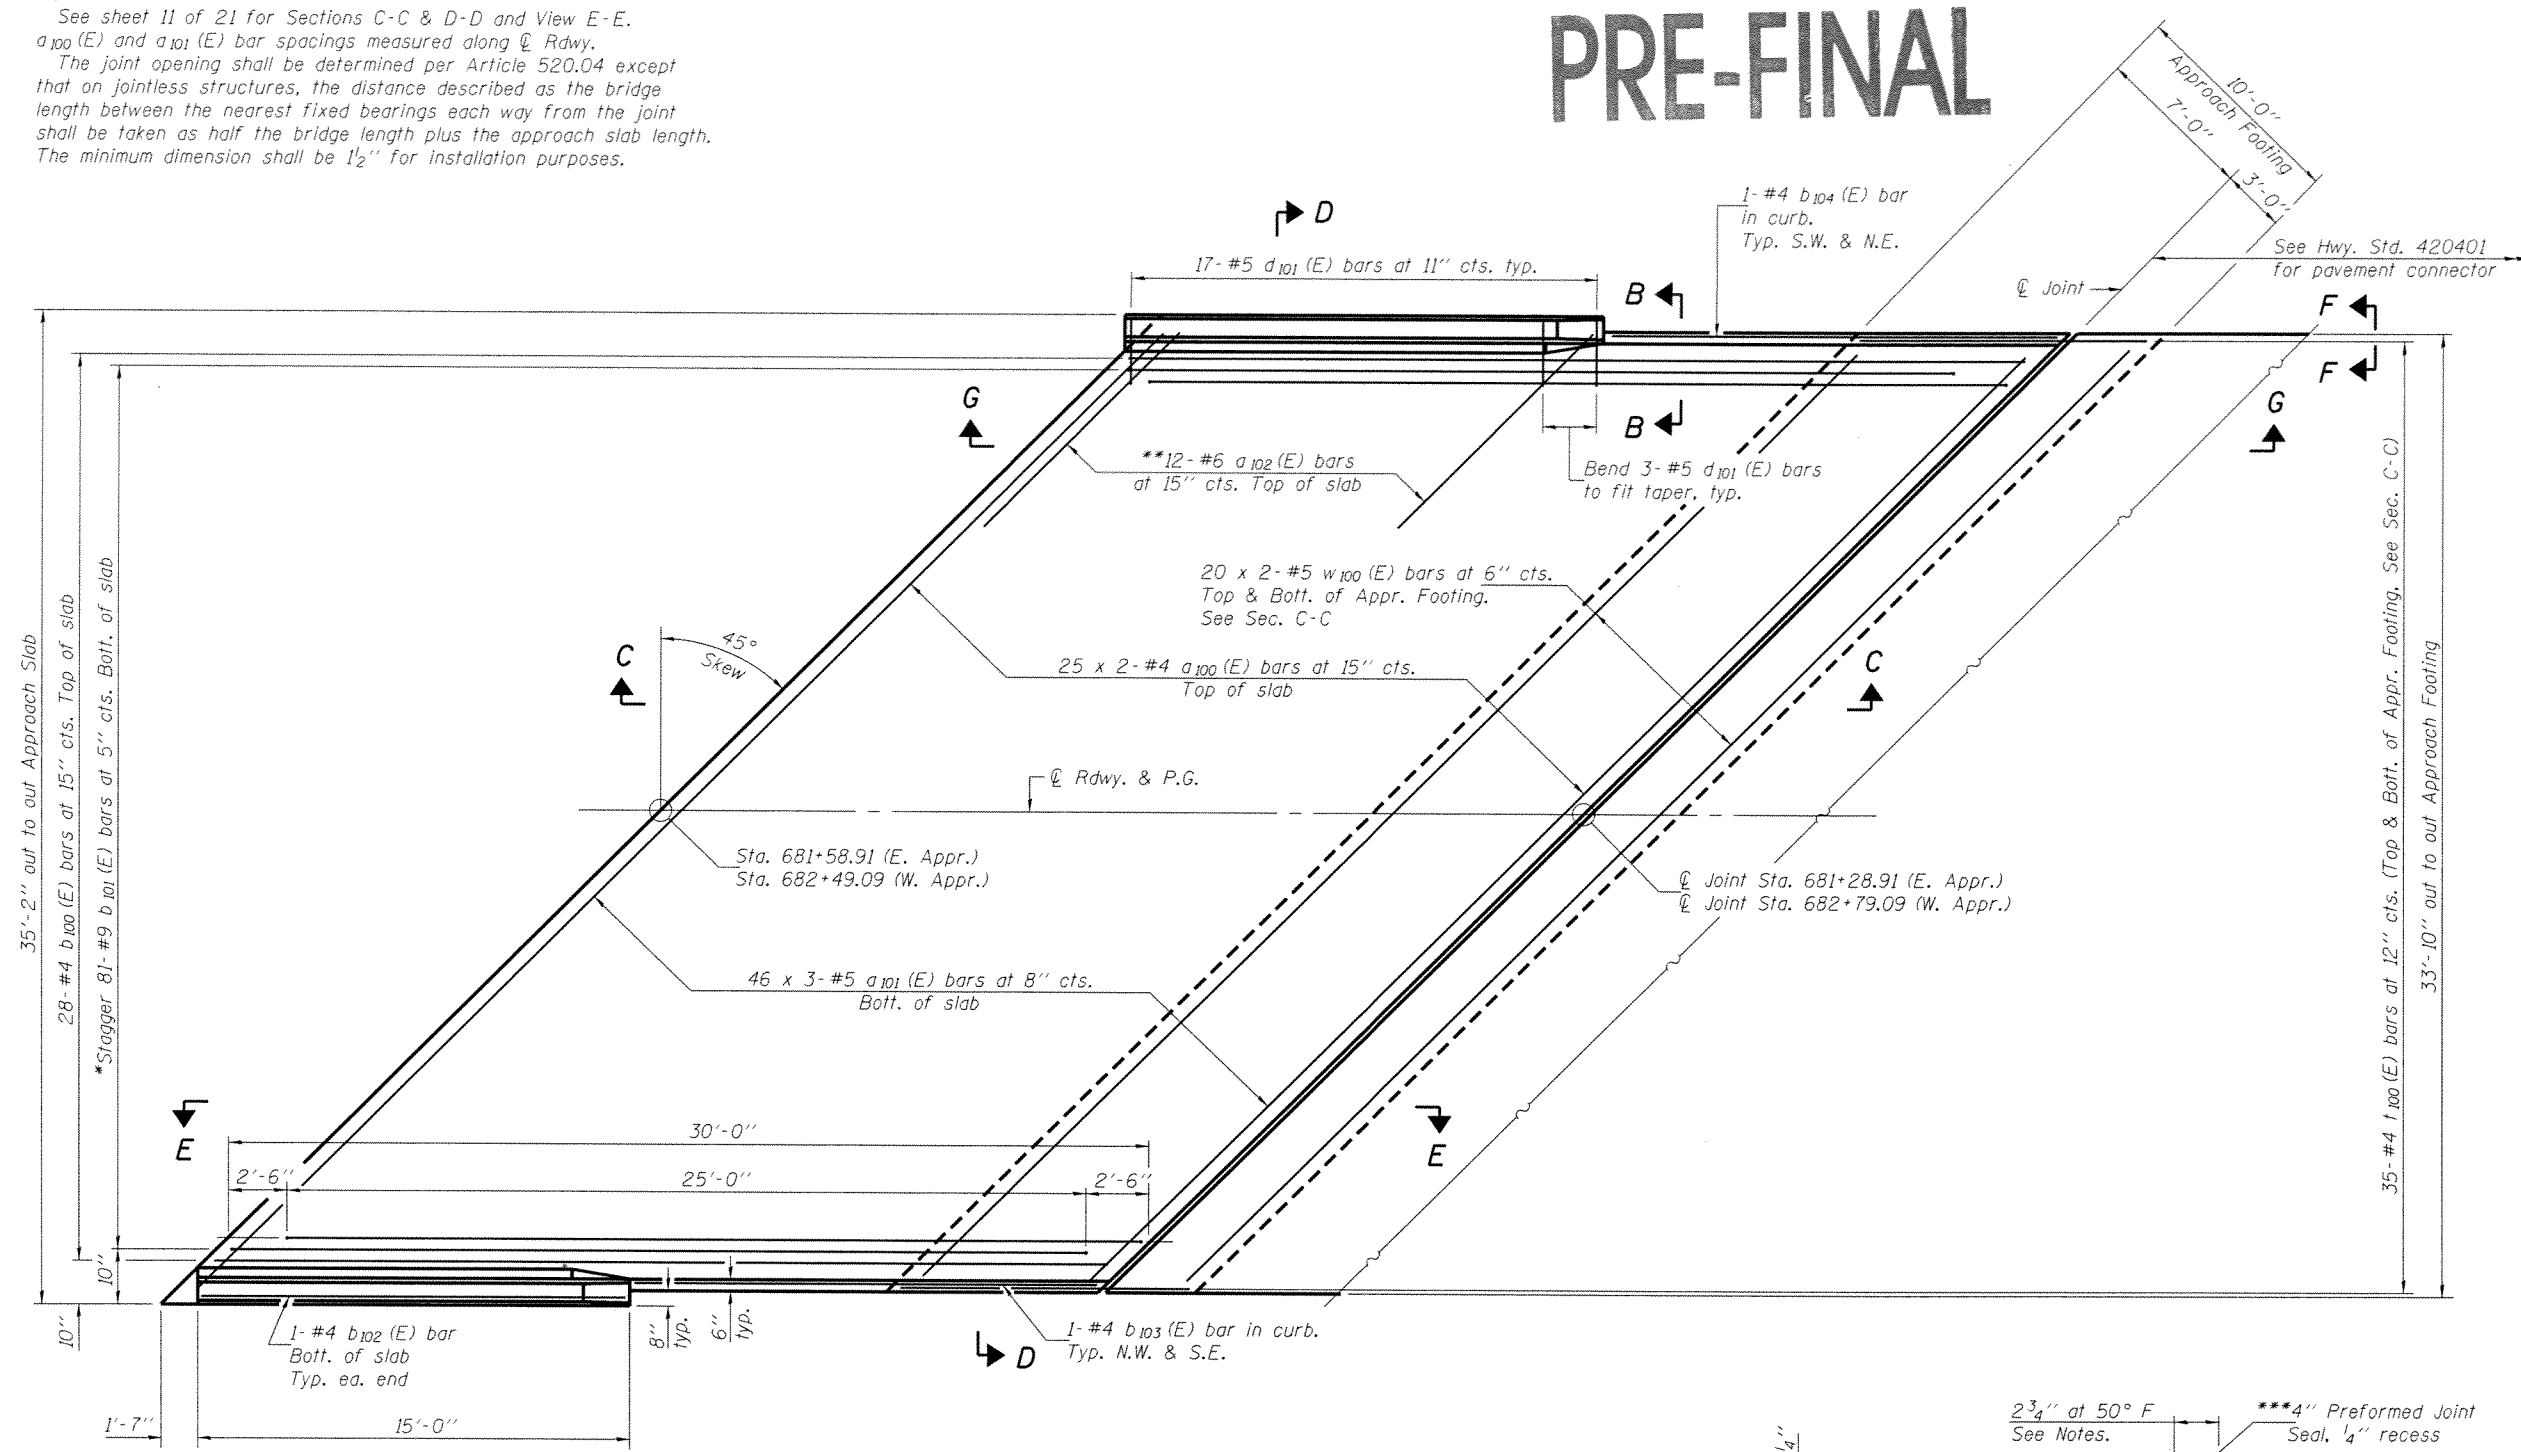 See sheet 11 of 21 for Sections C-C & D-D and View E-E.
a100 (E) and a101 (E) bar spacings measured along ℄ Rdwy.
The joint opening shall be determined per Article 520.04 except
that on jointless structures, the distance described as the bridge
length between the nearest fixed bearings each way from the joint
shall be taken as half the bridge length plus the approach slab length.
The minimum dimension shall be 1 1/2'' for installation purposes.
PRE-FINAL
10'-0''
Approach Footing
7'-0''
3'-0''
1-#4 b104 (E) bar
in curb.
Typ. S.W. & N.E.
D
17-#5 d101 (E) bars at 11'' cts. typ.
See Hwy. Std. 420401
for pavement connector
℄ Joint
B
F
F
G
G
B
**12-#6 a102 (E) bars
at 15'' cts. Top of slab
Bend 3-#5 d101 (E) bars
to fit taper, typ.
20 x 2-#5 w100 (E) bars at 6'' cts.
Top & Bott. of Appr. Footing.
See Sec. C-C
45°
Skew
C
C
25 x 2-#4 a100 (E) bars at 15'' cts.
Top of slab
35'-2'' out to out Approach Slab
28-#4 b100 (E) bars at 15'' cts. Top of slab
*Stagger 81-#9 b101 (E) bars at 5'' cts. Bott. of slab
35-#4 t100 (E) bars at 12'' cts. (Top & Bott. of Appr. Footing, See Sec. C-C)
33'-10'' out to out Approach Footing
℄ Rdwy. & P.G.
Sta. 681+58.91 (E. Appr.)
Sta. 682+49.09 (W. Appr.)
℄ Joint Sta. 681+28.91 (E. Appr.)
℄ Joint Sta. 682+79.09 (W. Appr.)
46 x 3-#5 a101 (E) bars at 8'' cts.
Bott. of slab
E
E
30'-0''
2'-6''
25'-0''
2'-6''
10''
10''
8''
typ.
6''
typ.
1-#4 b102 (E) bar
Bott. of slab
Typ. ea. end
D
1-#4 b103 (E) bar in curb.
Typ. N.W. & S.E.
1'-7''
15'-0''
1/4''
2 3/4'' at 50° F
See Notes.
***4'' Preformed Joint
Seal, 1/4'' recess